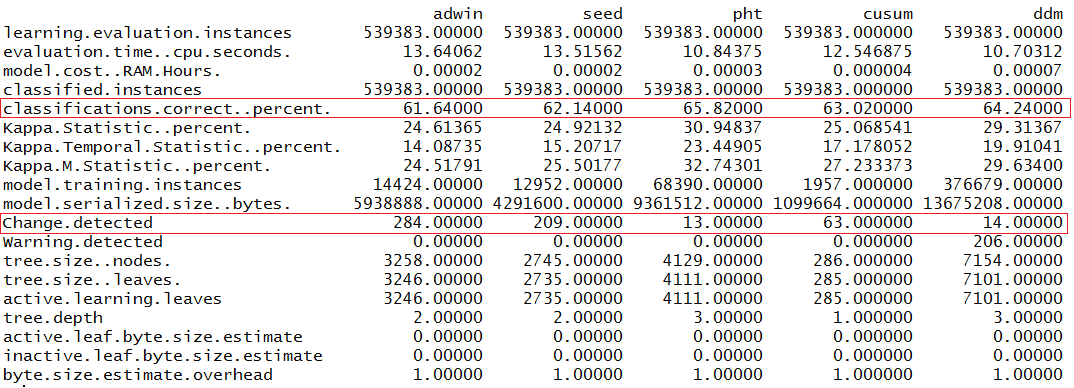 adwin seed pht cusum ddm
learning.evaluation.instances 539383.00000 539383.00000 539383.00000 539383.000000 539383.00000
evaluation.time..cpu.seconds. 13.64062 13.51562 10.84375 12.546875 10.70312
model.cost..RAM.Hours. 0.00002 0.00002 0.00003 0.000004 0.00007
classified.instances 539383.00000 539383.00000 539383.00000 539383.000000 539383.00000
classifications.correct..percent. 61.64000 62.14000 65.82000 63.020000 64.24000
Kappa.Statistic..percent. 24.61365 24.92132 30.94837 25.068541 29.31367
Kappa.Temporal.Statistic..percent. 14.08735 15.20717 23.44905 17.178052 19.91041
Kappa.M.Statistic..percent. 24.51791 25.50177 32.74301 27.233373 29.63400
model.training.instances 14424.00000 12952.00000 68390.00000 1957.000000 376679.00000
model.serialized.size..bytes. 5938888.00000 4291600.00000 9361512.00000 1099664.000000 13675208.00000
Change.detected 284.00000 209.00000 13.00000 63.000000 14.00000
Warning.detected 0.00000 0.00000 0.00000 0.000000 206.00000
tree.size..nodes. 3258.00000 2745.00000 4129.00000 286.000000 7154.00000
tree.size..leaves. 3246.00000 2735.00000 4111.00000 285.000000 7101.00000
active.learning.leaves 3246.00000 2735.00000 4111.00000 285.000000 7101.00000
tree.depth 2.00000 2.00000 3.00000 1.000000 3.00000
active.leaf.byte.size.estimate 0.00000 0.00000 0.00000 0.000000 0.00000
inactive.leaf.byte.size.estimate 0.00000 0.00000 0.00000 0.000000 0.00000
byte.size.estimate.overhead 1.00000 1.00000 1.00000 1.000000 1.00000